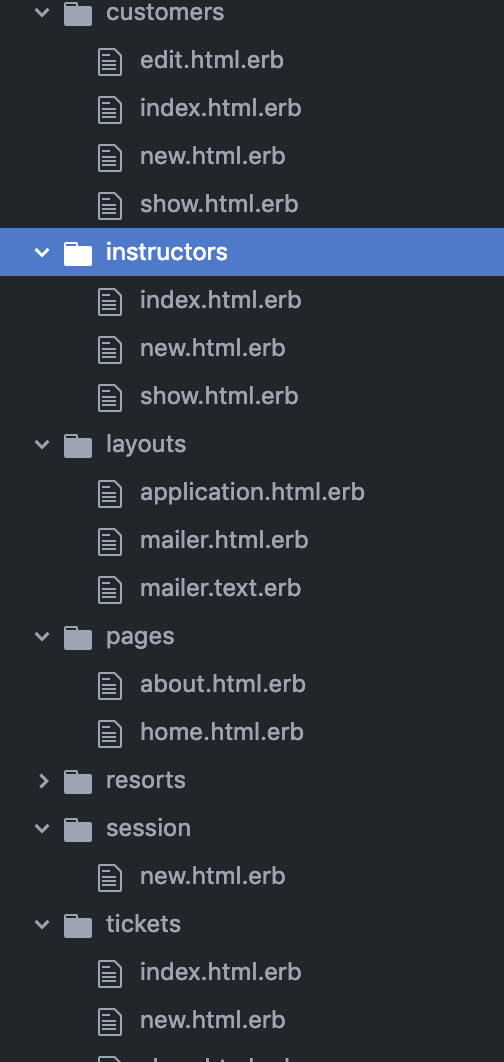 customers
edit.html.erb
index.html.erb
new.html.erb
show.html.erb
instructors
index.html.erb
new.html.erb
show.html.erb
layouts
application.html.erb
mailer.html.erb
mailer.text.erb
pages
about.html.erb
home.html.erb
resorts
session
new.html.erb
tickets
index.html.erb
new.html.erb